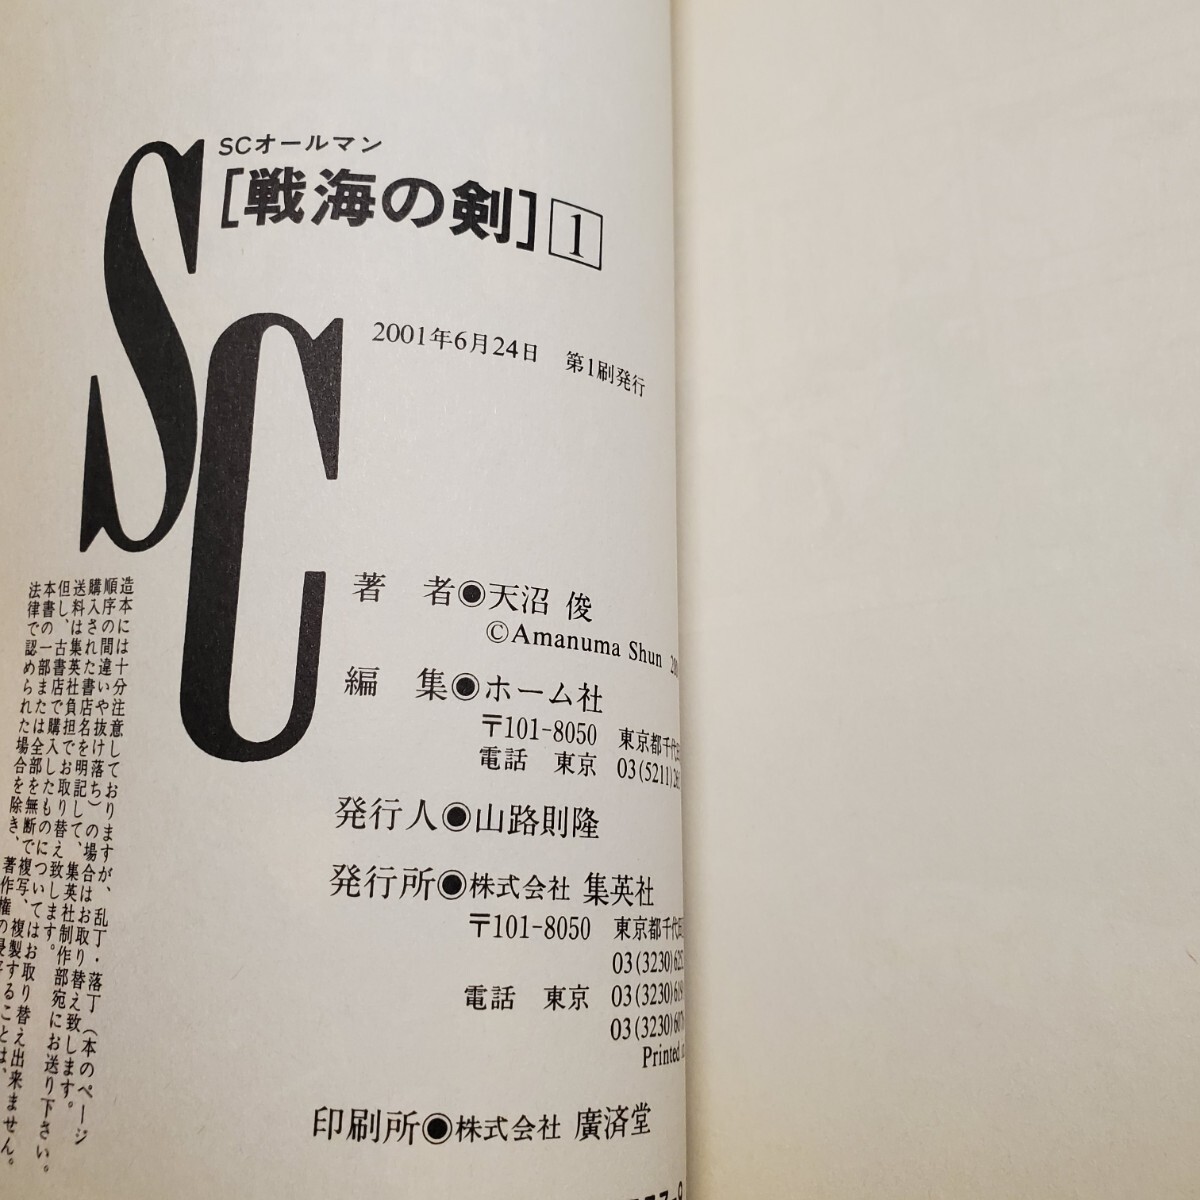 SC
SCオールマン
[戦海の剣]1
2001年6月24日 第1刷発行
著 者◉天沼 俊
©Amanuma Shun
編 集◉ホーム社
〒101-8050 東京都千代
電話 東京 03(5211)
発行人◉山路則隆
発行所◉株式会社 集英社
〒101-8050 東京都千代
03(3230)
電話 東京 03(3230)
03(3230)
Printed
印刷所◉株式会社 廣済堂
造本には十分注意しておりますが、乱丁・落丁(本のページ
順序の間違いや抜け落ち)の場合はお取り替え致します。
購入された書店名を明記して、集英社制作部宛にお送り下さい。
送料は集英社負担でお取り替え致します。
但し、古書店で購入したものについてはお取り替え出来ません。
本書の一部または全部を無断で複写、複製することは、
法律で認められた場合を除き、著作権の